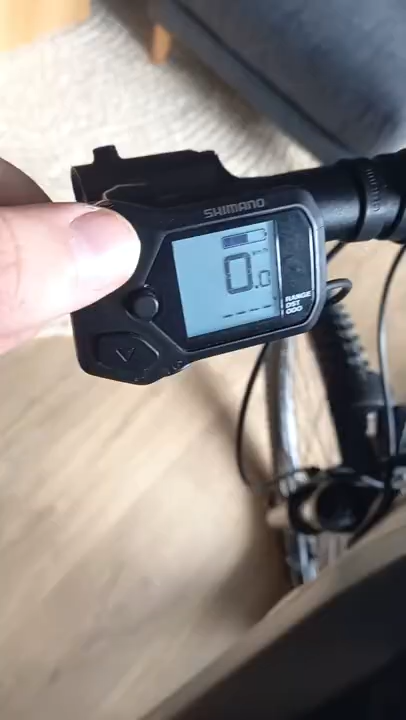 SHIMANO
0.0
----
RANGE
DST
ODO